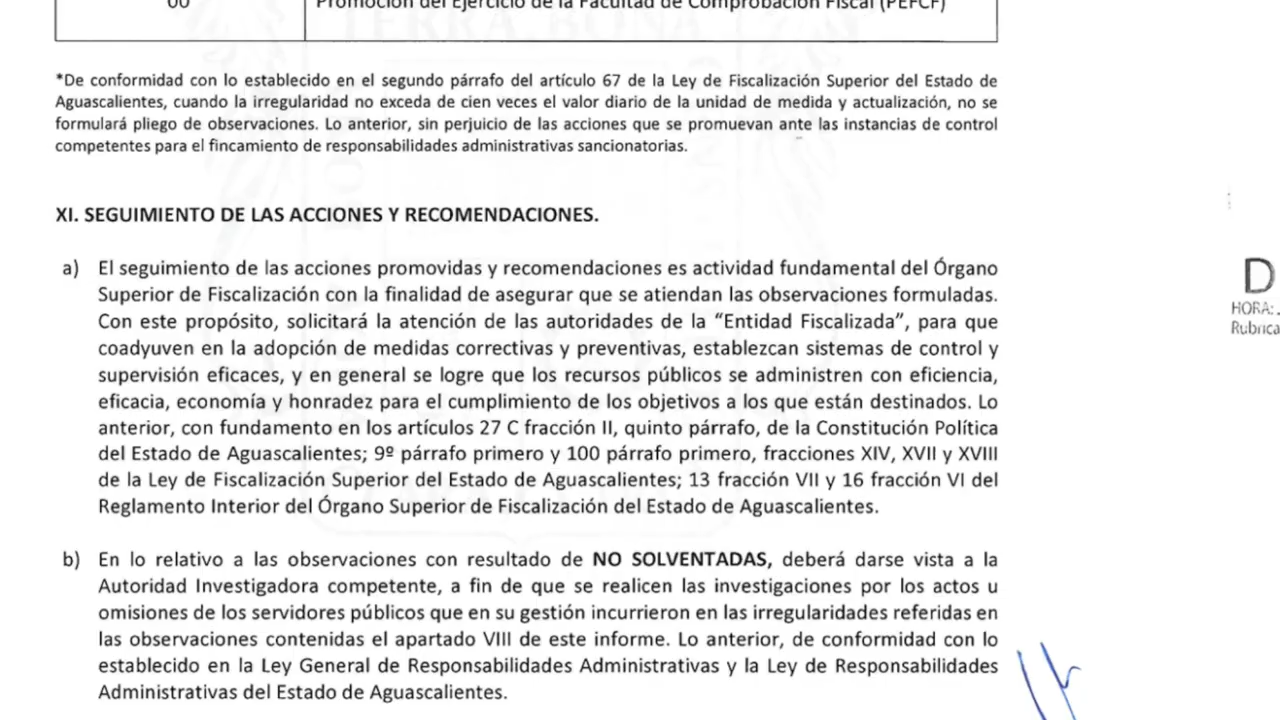 00 Promoción del Ejercicio de la Facultad de Comprobación Fiscal (PEFCF)
*De conformidad con lo establecido en el segundo párrafo del artículo 67 de la Ley de Fiscalización Superior del Estado de
Aguascalientes, cuando la irregularidad no exceda de cien veces el valor diario de la unidad de medida y actualización, no se
formulará pliego de observaciones. Lo anterior, sin perjuicio de las acciones que se promuevan ante las instancias de control
competentes para el fincamiento de responsabilidades administrativas sancionatorias.
XI. SEGUIMIENTO DE LAS ACCIONES Y RECOMENDACIONES.
a) El seguimiento de las acciones promovidas y recomendaciones es actividad fundamental del Órgano
Superior de Fiscalización con la finalidad de asegurar que se atiendan las observaciones formuladas.
Con este propósito, solicitará la atención de las autoridades de la “Entidad Fiscalizada”, para que
coadyuven en la adopción de medidas correctivas y preventivas, establezcan sistemas de control y
supervisión eficaces, y en general se logre que los recursos públicos se administren con eficiencia,
eficacia, economía y honradez para el cumplimiento de los objetivos a los que están destinados. Lo
anterior, con fundamento en los artículos 27 C fracción II, quinto párrafo, de la Constitución Política
del Estado de Aguascalientes; 9º párrafo primero y 100 párrafo primero, fracciones XIV, XVII y XVIII
de la Ley de Fiscalización Superior del Estado de Aguascalientes; 13 fracción VII y 16 fracción VI del
Reglamento Interior del Órgano Superior de Fiscalización del Estado de Aguascalientes.
b) En lo relativo a las observaciones con resultado de NO SOLVENTADAS, deberá darse vista a la
Autoridad Investigadora competente, a fin de que se realicen las investigaciones por los actos u
omisiones de los servidores públicos que en su gestión incurrieron en las irregularidades referidas en
las observaciones contenidas el apartado VIII de este informe. Lo anterior, de conformidad con lo
establecido en la Ley General de Responsabilidades Administrativas y la Ley de Responsabilidades
Administrativas del Estado de Aguascalientes.
D
HORA:
Rubrica